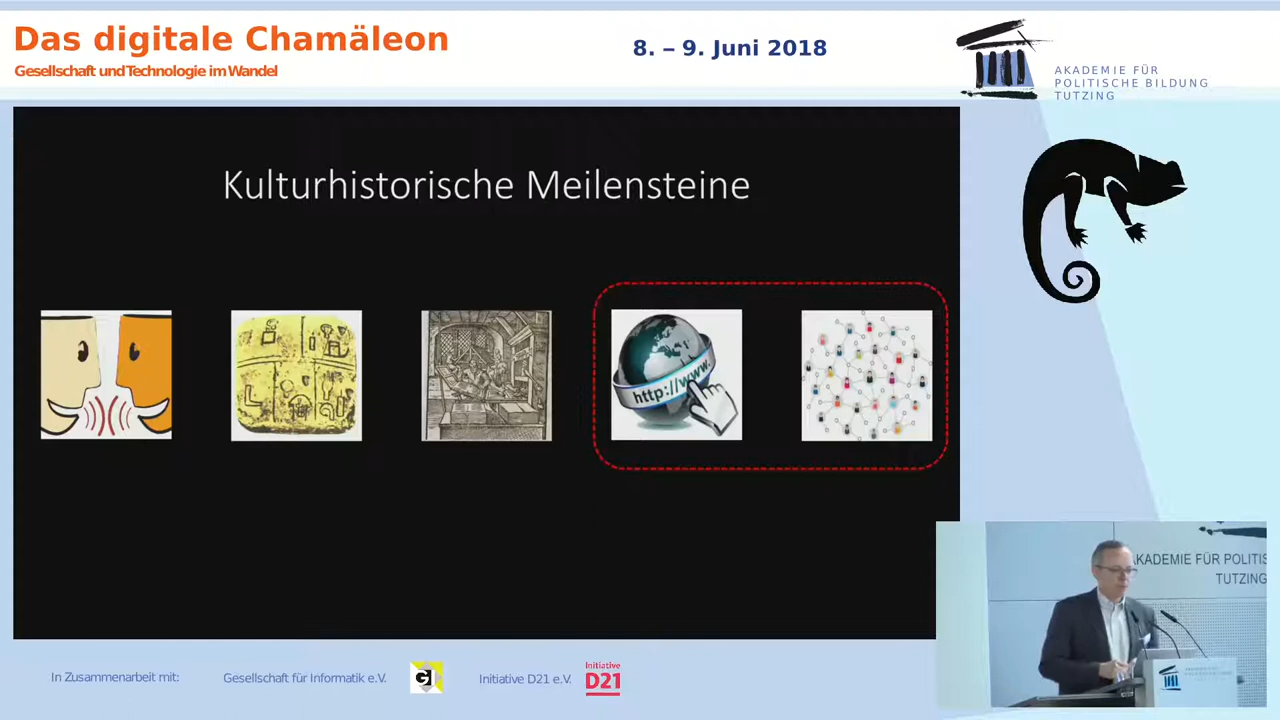 Das digitale Chamäleon
Gesellschaft und Technologie im Wandel
8. – 9. Juni 2018
AKADEMIE FÜR
POLITISCHE BILDUNG
TUTZING
Kulturhistorische Meilensteine
http://www.
AKADEMIE FÜR POLITIS
TUTZING
In Zusammenarbeit mit:
Gesellschaft für Informatik e.V.
GI
Initiative D21 e.V.
Initiative
D21